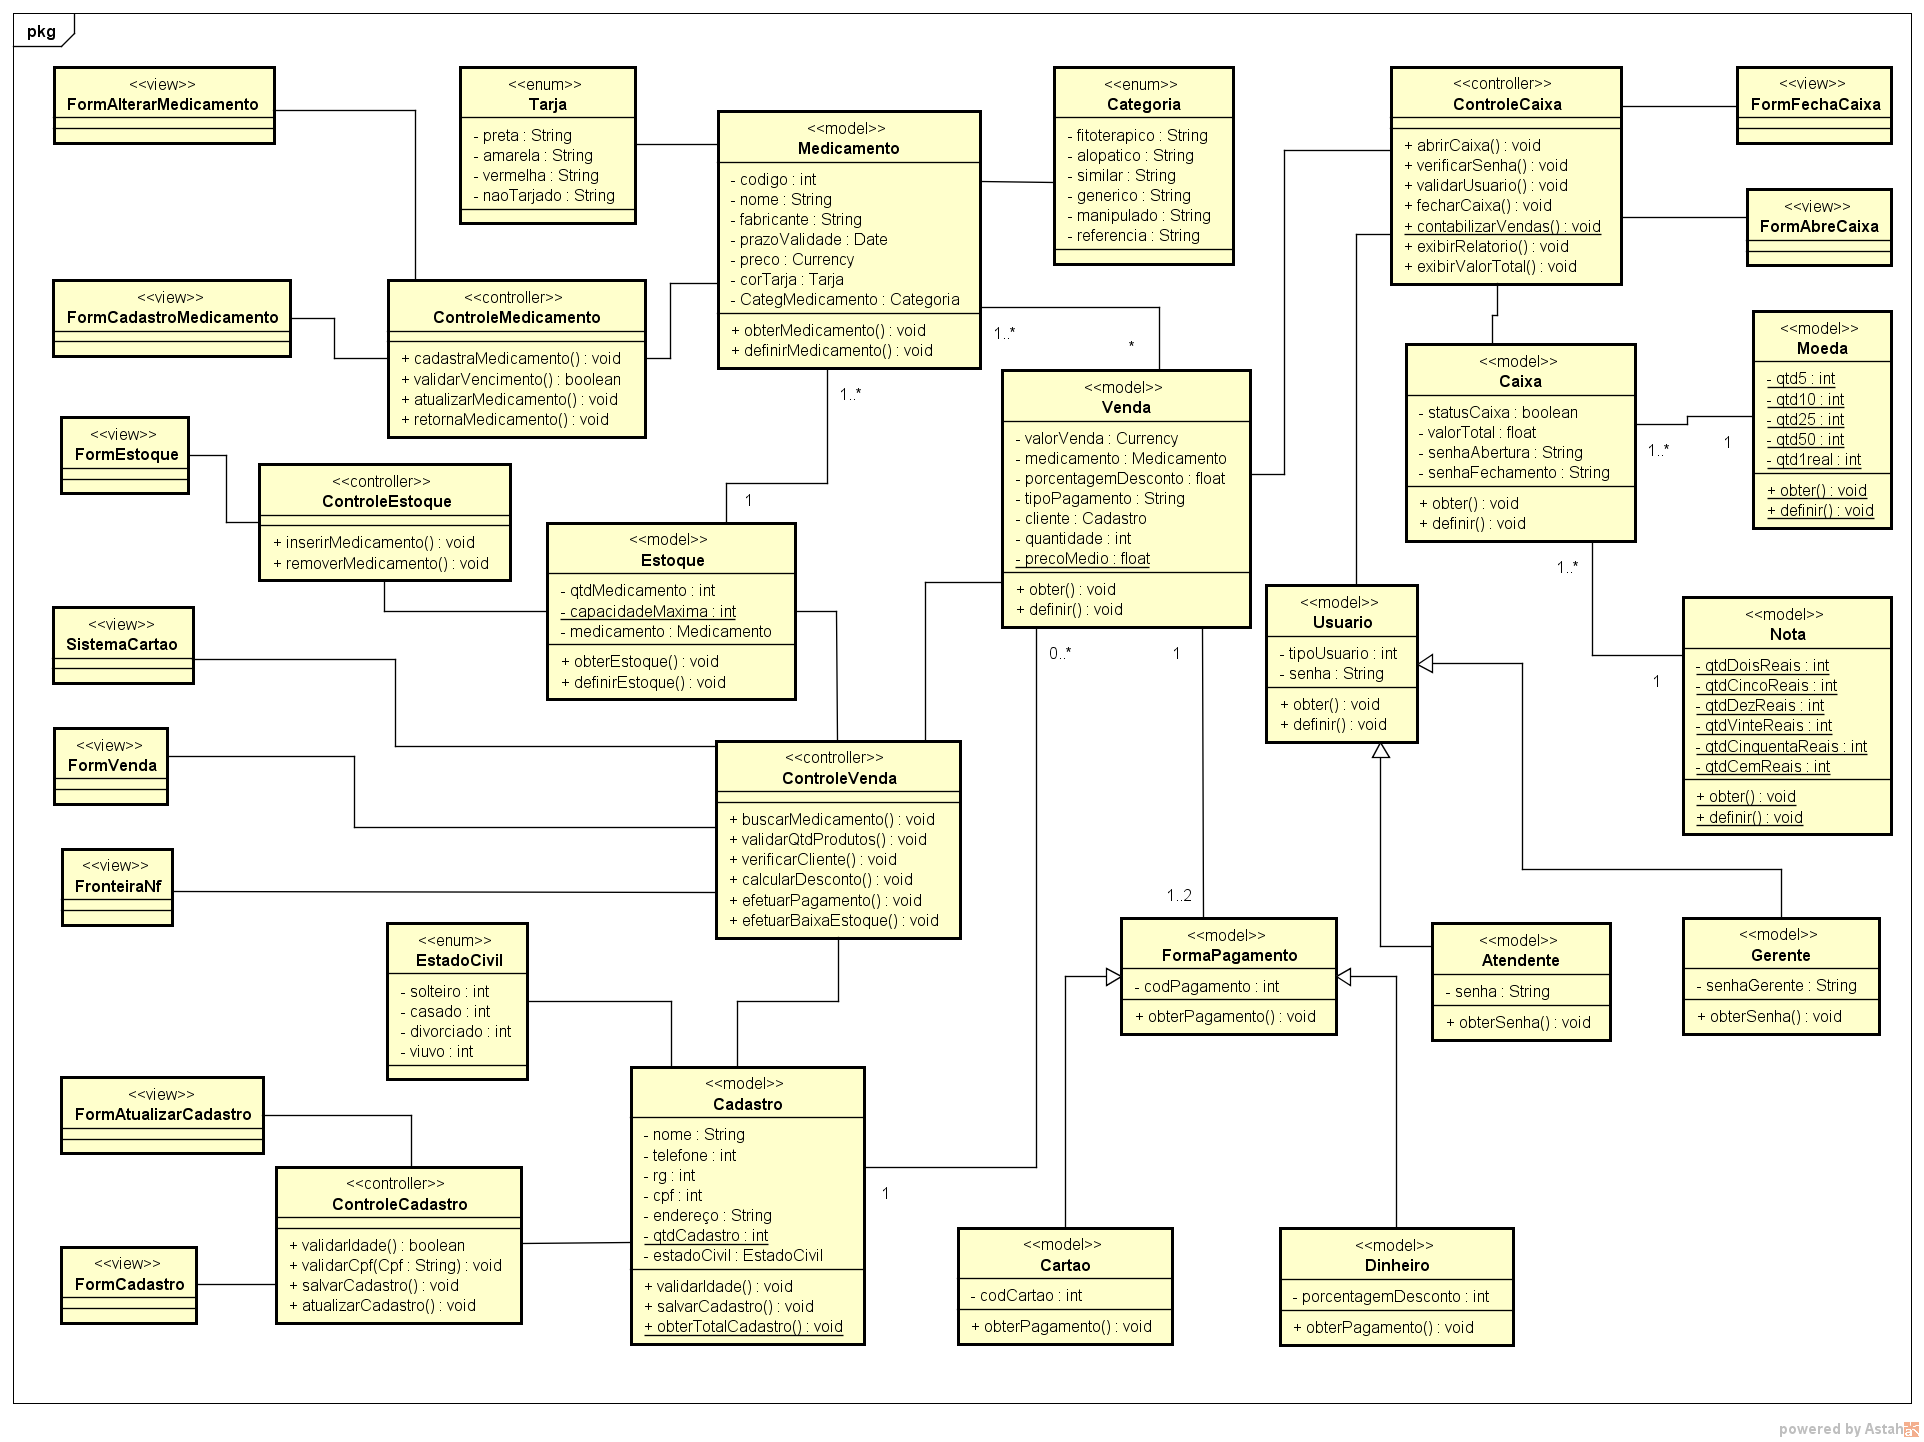 pkg
<<view>>
FormAlterarMedicamento
<<enum>>
Tarja
- preta : String
- amarela : String
- vermelha : String
- naoTarjado : String
<<model>>
Medicamento
- codigo : int
- nome : String
- fabricante : String
- prazoValidade : Date
- preco : Currency
- corTarja : Tarja
- CategMedicamento : Categoria
+ obterMedicamento() : void
+ definirMedicamento() : void
<<enum>>
Categoria
- fitoterapico : String
- alopatico : String
- similar : String
- generico : String
- manipulado : String
- referencia : String
<<controller>>
ControleCaixa
+ abrirCaixa() : void
+ verificarSenha() : void
+ validarUsuario() : void
+ fecharCaixa() : void
+ contabilizarVendas() : void
+ exibirRelatorio() : void
+ exibirValorTotal() : void
<<view>>
FormFechaCaixa
<<view>>
FormAbreCaixa
<<view>>
FormCadastroMedicamento
<<controller>>
ControleMedicamento
+ cadastraMedicamento() : void
+ validarVencimento() : boolean
+ atualizarMedicamento() : void
+ retornaMedicamento() : void
1..*
*
1..*
<<model>>
Venda
- valorVenda : Currency
- medicamento : Medicamento
- porcentagemDesconto : float
- tipoPagamento : String
- cliente : Cadastro
- quantidade : int
- precoMedio : float
+ obter() : void
+ definir() : void
<<model>>
Caixa
- statusCaixa : boolean
- valorTotal : float
- senhaAbertura : String
- senhaFechamento : String
+ obter() : void
+ definir() : void
1..*
1
<<model>>
Moeda
- qtd5 : int
- qtd10 : int
- qtd25 : int
- qtd50 : int
- qtd1real : int
+ obter() : void
+ definir() : void
<<view>>
FormEstoque
<<controller>>
ControleEstoque
+ inserirMedicamento() : void
+ removerMedicamento() : void
1
<<model>>
Estoque
- qtdMedicamento : int
- capacidadeMaxima : int
- medicamento : Medicamento
+ obterEstoque() : void
+ definirEstoque() : void
1..*
1
<<model>>
Usuario
- tipoUsuario : int
- senha : String
+ obter() : void
+ definir() : void
<<model>>
Nota
- qtdDoisReais : int
- qtdCincoReais : int
- qtdDezReais : int
- qtdVinteReais : int
- qtdCinquentaReais : int
- qtdCemReais : int
+ obter() : void
+ definir() : void
<<view>>
SistemaCartao
0..*
1
<<view>>
FormVenda
<<controller>>
ControleVenda
+ buscarMedicamento() : void
+ validarQtdProdutos() : void
+ verificarCliente() : void
+ calcularDesconto() : void
+ efetuarPagamento() : void
+ efetuarBaixaEstoque() : void
<<view>>
FronteiraNf
1..2
<<enum>>
EstadoCivil
- solteiro : int
- casado : int
- divorciado : int
- viuvo : int
<<model>>
FormaPagamento
- codPagamento : int
+ obterPagamento() : void
<<model>>
Atendente
- senha : String
+ obterSenha() : void
<<model>>
Gerente
- senhaGerente : String
+ obterSenha() : void
<<view>>
FormAtualizarCadastro
<<model>>
Cadastro
- nome : String
- telefone : int
- rg : int
- cpf : int
- endereço : String
- qtdCadastro : int
- estadoCivil : EstadoCivil
+ validarIdade() : void
+ salvarCadastro() : void
+ obterTotalCadastro() : void
1
<<controller>>
ControleCadastro
+ validarIdade() : boolean
+ validarCpf(Cpf : String) : void
+ salvarCadastro() : void
+ atualizarCadastro() : void
<<view>>
FormCadastro
<<model>>
Cartao
- codCartao : int
+ obterPagamento() : void
<<model>>
Dinheiro
- porcentagemDesconto : int
+ obterPagamento() : void
powered by Astah